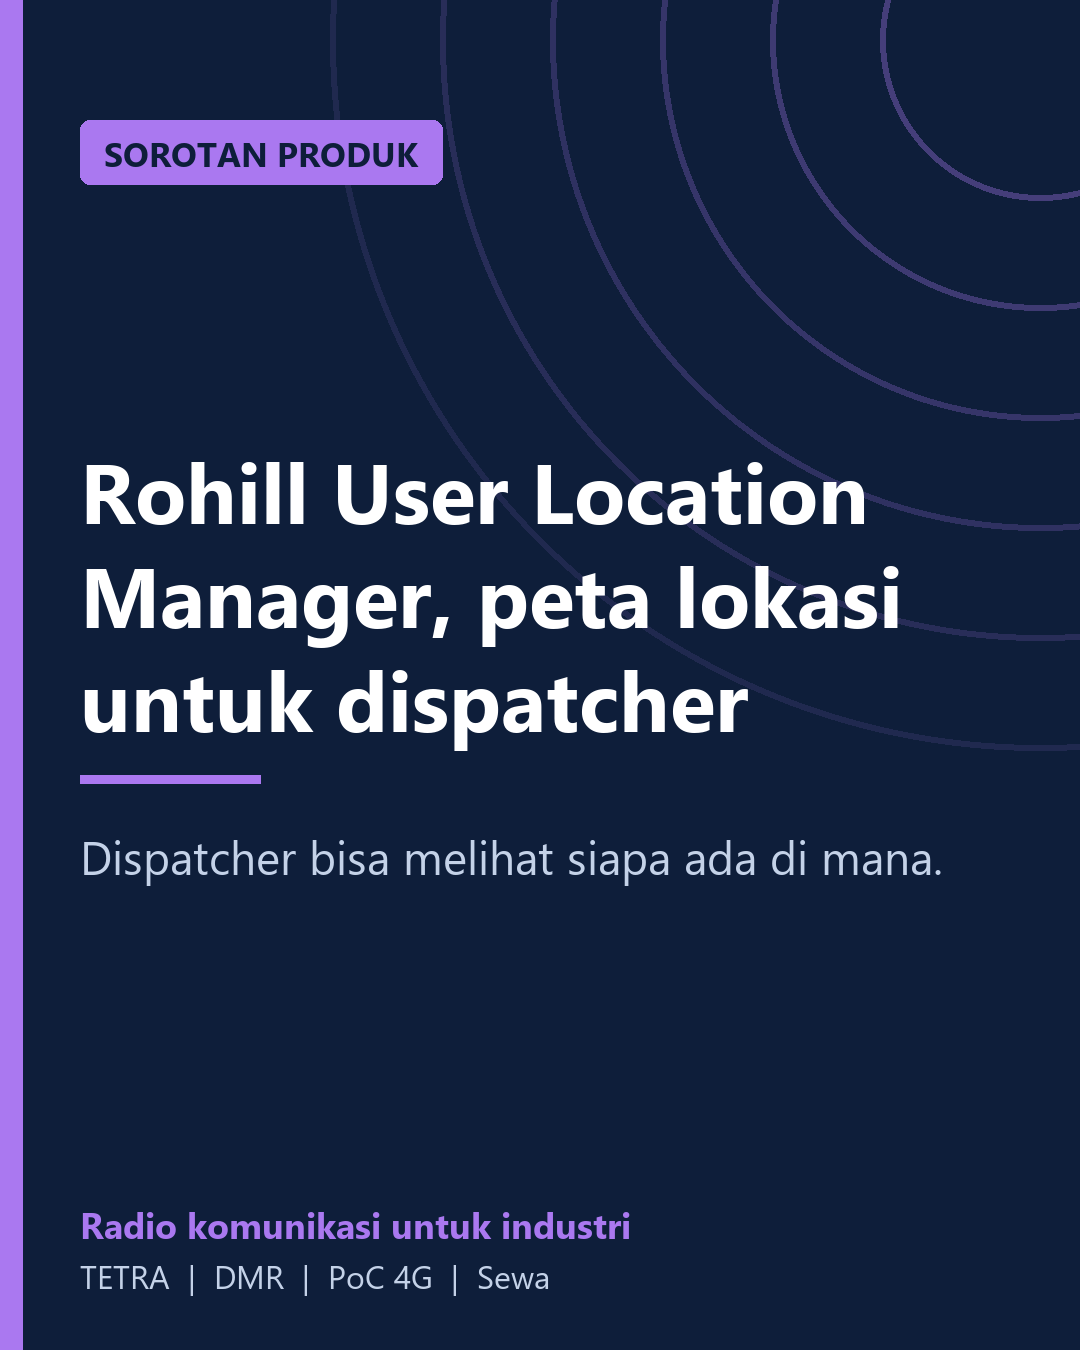 SOROTAN PRODUK
Rohill User Location
Manager, peta lokasi
untuk dispatcher
Dispatcher bisa melihat siapa ada di mana.
Radio komunikasi untuk industri
TETRA | DMR | PoC 4G | Sewa